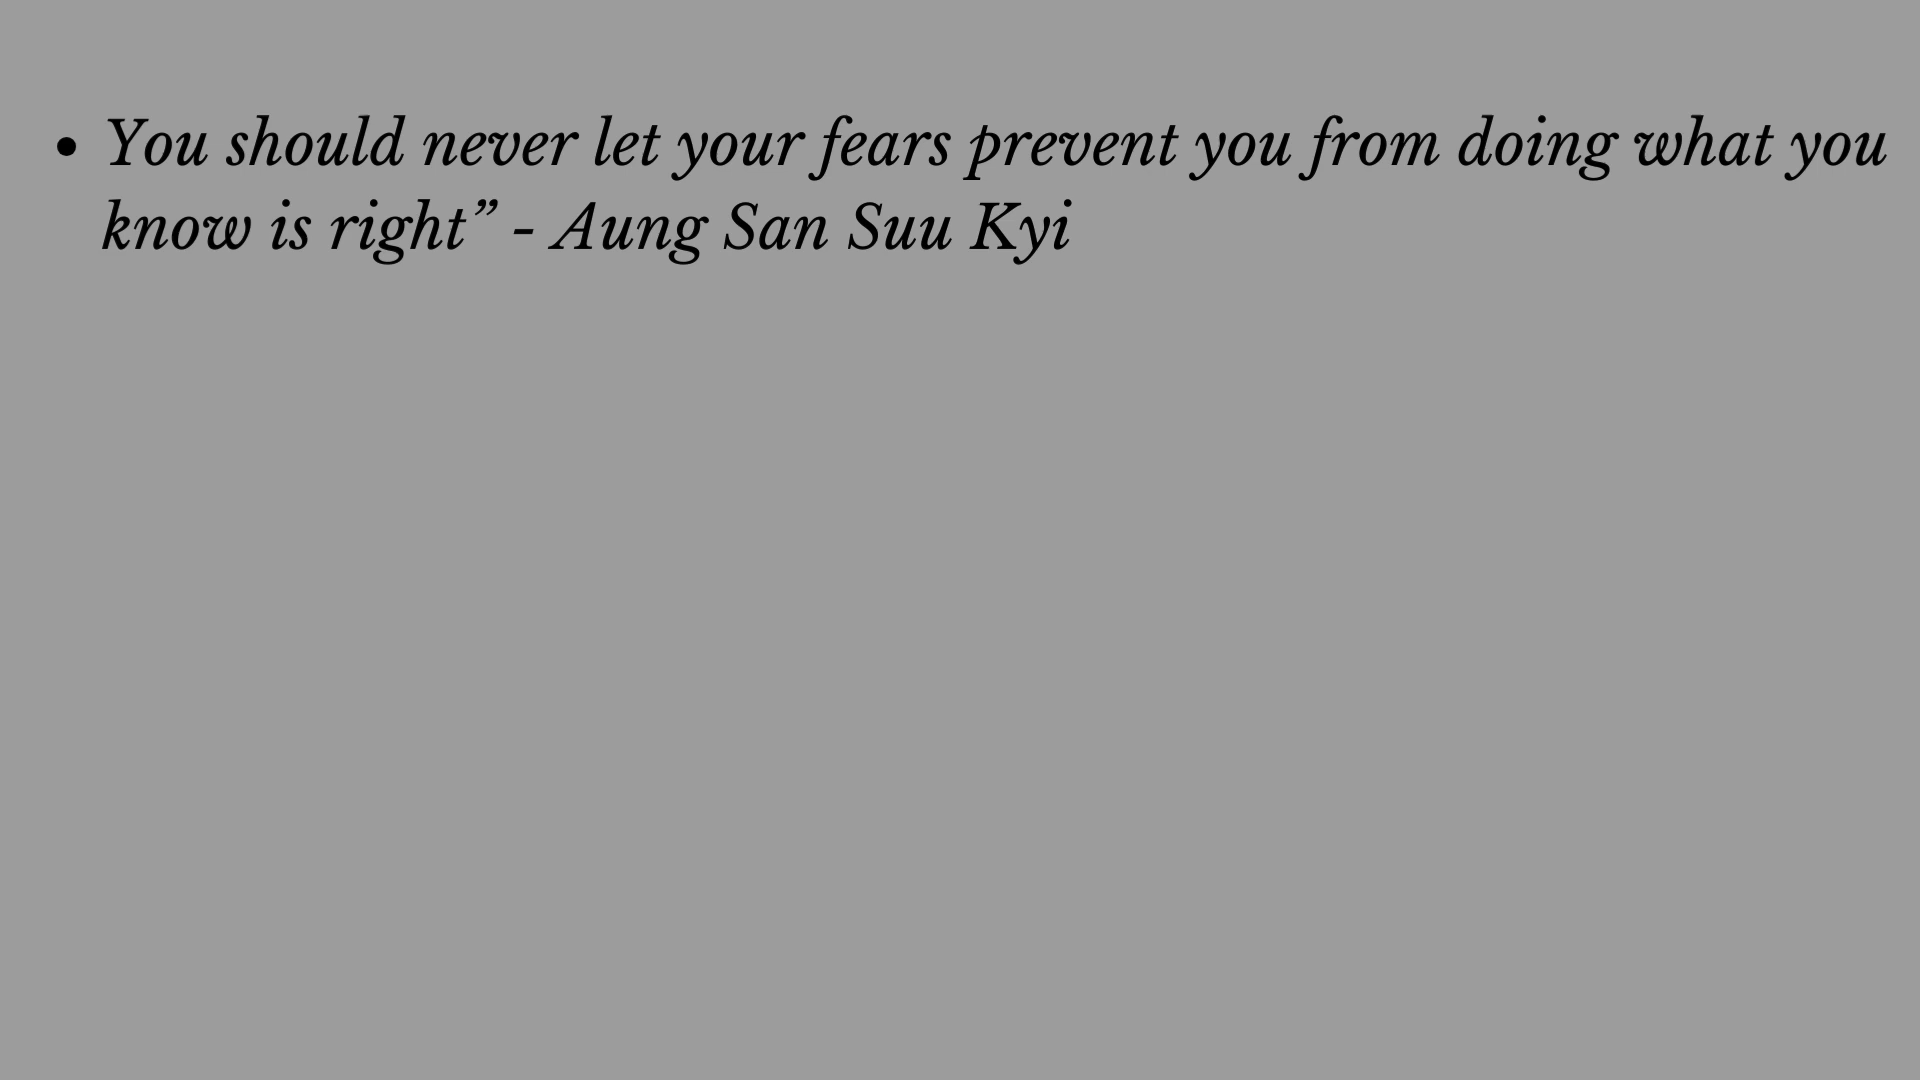 • You should never let your fears prevent you from doing what you
know is right” - Aung San Suu Kyi